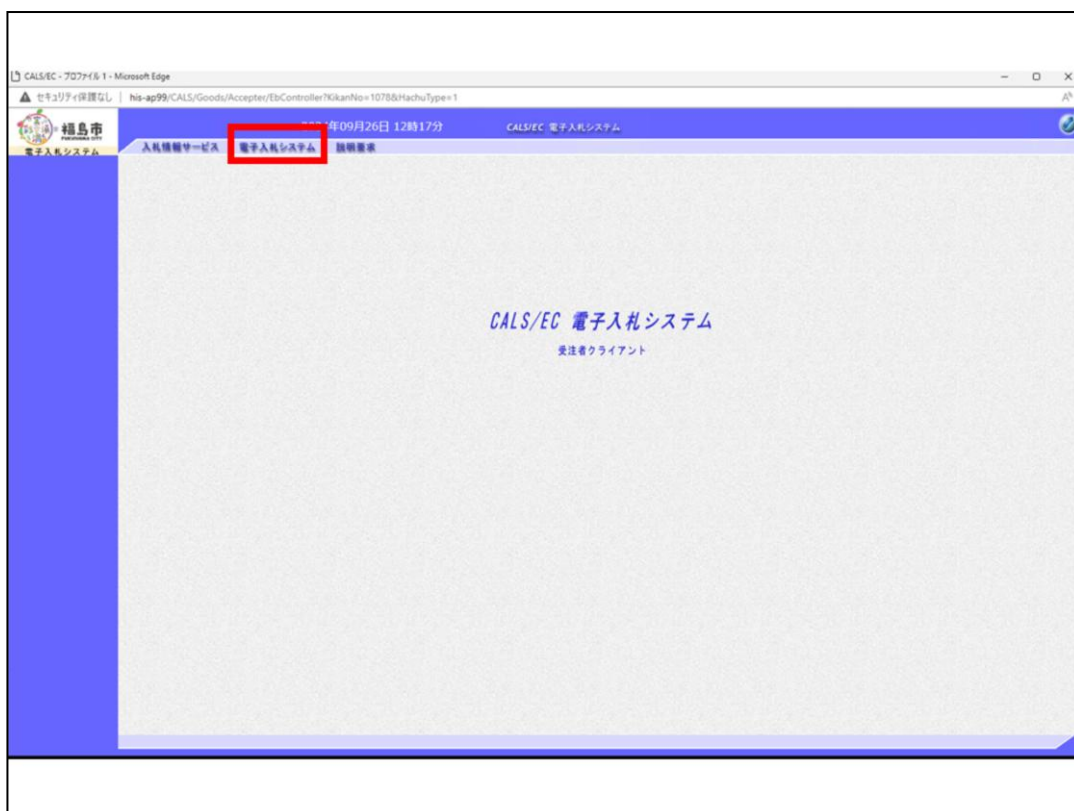 CALS/EC - プロファイル 1 - Microsoft Edge
セキュリティ保護なし | his-ap99/CALS/Goods/Accepter/EbController?KikanNo=1078&HachuType=1
福島市
FUKUSHIMA CITY
電子入札システム
年09月26日 12時17分
CALS/EC 電子入札システム
入札情報サービス 電子入札システム 説明要求
CALS/EC 電子入札システム
受注者クライアント